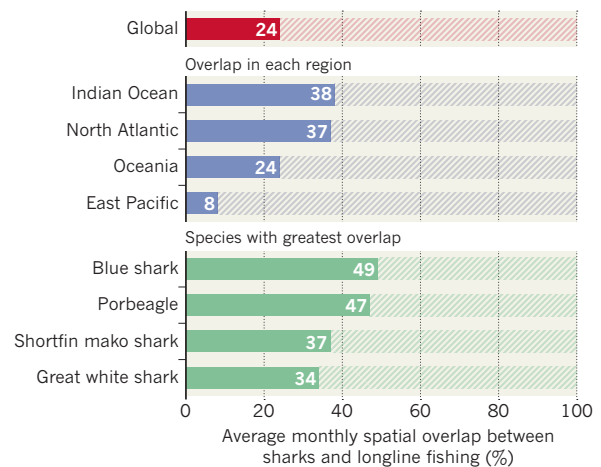 Global 24
Overlap in each region
Indian Ocean 38
North Atlantic 37
Oceania 24
East Pacific 8
Species with greatest overlap
Blue shark 49
Porbeagle 47
Shortfin mako shark 37
Great white shark 34
0 20 40 60 80 100
Average monthly spatial overlap between
sharks and longline fishing (%)